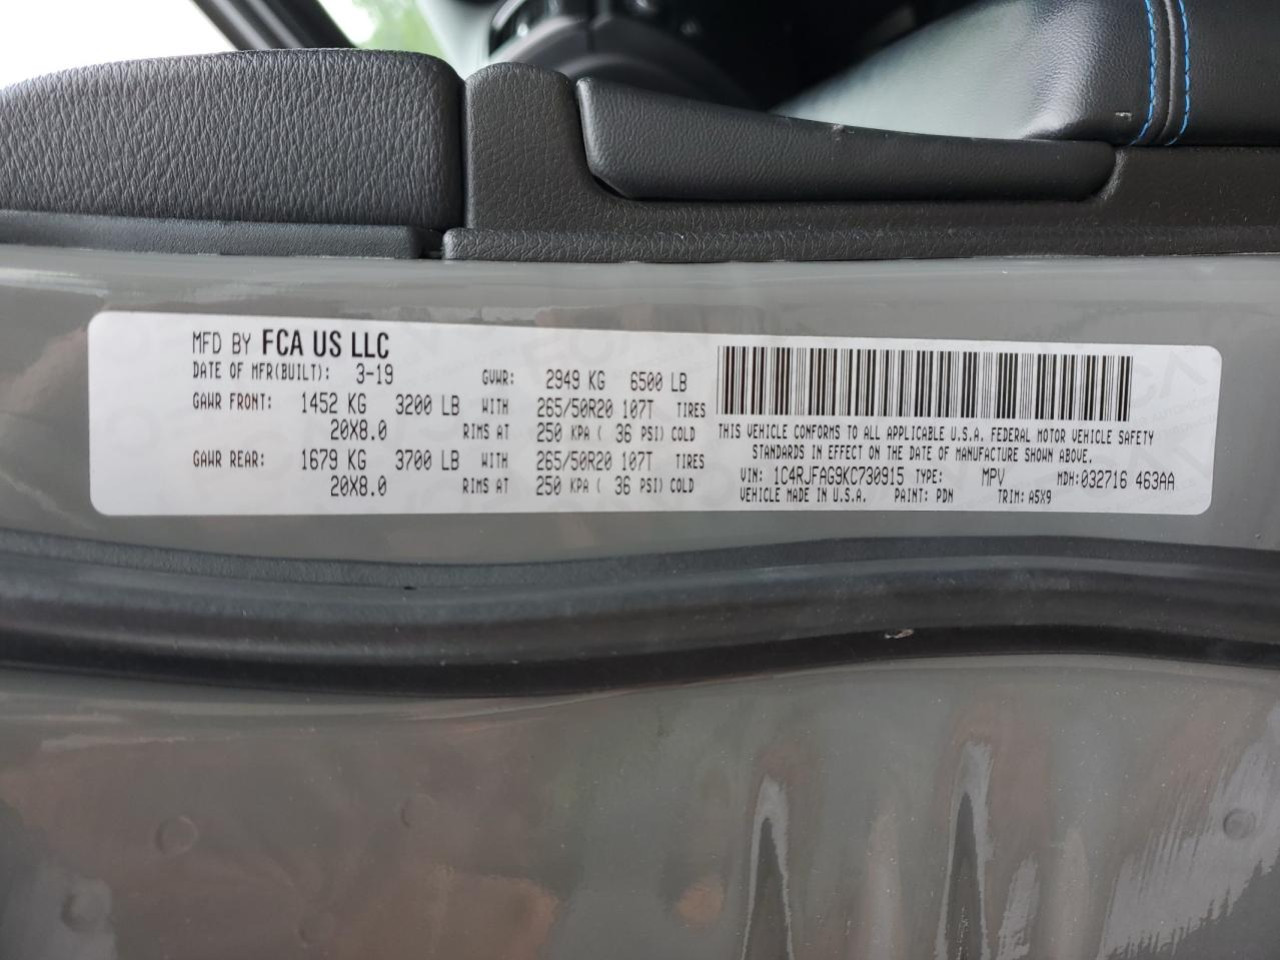 MFD BY FCA US LLC
DATE OF MFR(BUILT): 3-19 GVWR: 2949 KG 6500 LB
GAWR FRONT: 1452 KG 3200 LB WITH 265/50R20 107T TIRES
20X8.0 RIMS AT 250 KPA ( 36 PSI) COLD
GAWR REAR: 1679 KG 3700 LB WITH 265/50R20 107T TIRES
20X8.0 RIMS AT 250 KPA ( 36 PSI) COLD
THIS VEHICLE CONFORMS TO ALL APPLICABLE U.S.A. FEDERAL MOTOR VEHICLE SAFETY
STANDARDS IN EFFECT ON THE DATE OF MANUFACTURE SHOWN ABOVE.
VIN: 1C4RJFAG9KC730915 TYPE: MPV MDH:032716 463AA
VEHICLE MADE IN U.S.A. PAINT: PDN TRIM: A5X9